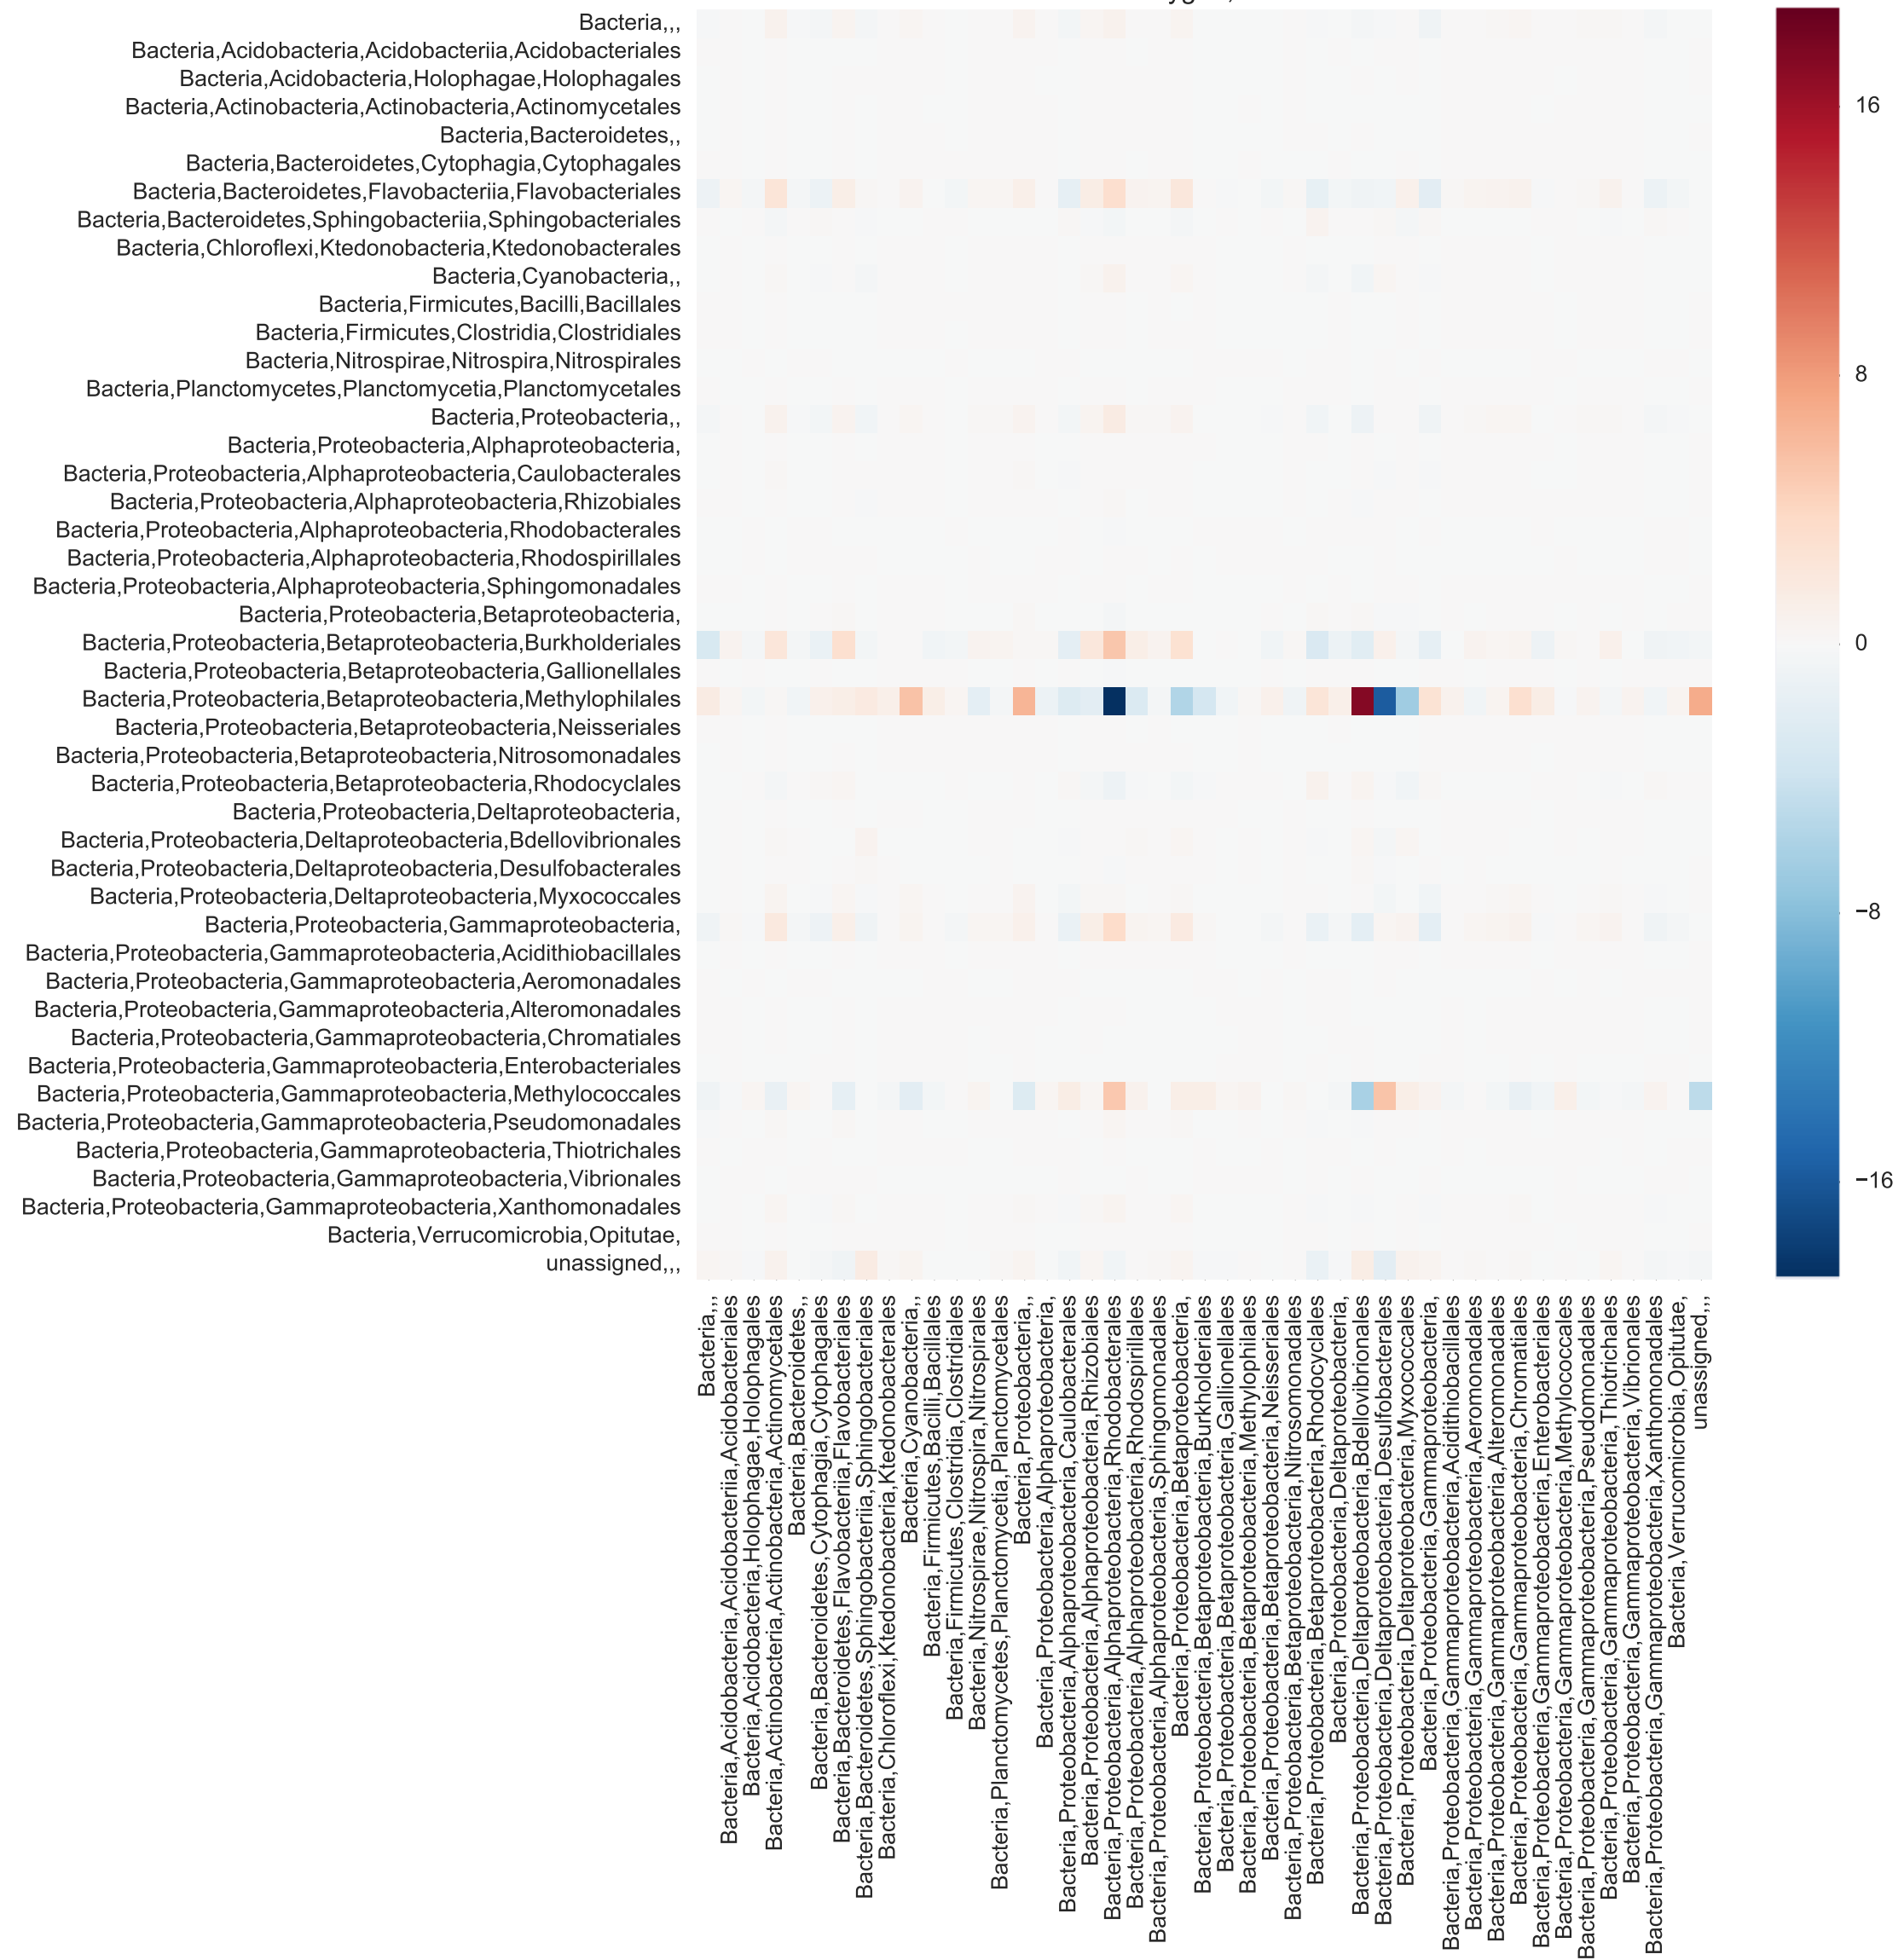 Bacteria,,,
Bacteria,Acidobacteria,Acidobacteriia,Acidobacteriales
Bacteria,Acidobacteria,Holophagae,Holophagales
Bacteria,Actinobacteria,Actinobacteria,Actinomycetales
Bacteria,Bacteroidetes,,
Bacteria,Bacteroidetes,Cytophagia,Cytophagales
Bacteria,Bacteroidetes,Flavobacteriia,Flavobacteriales
Bacteria,Bacteroidetes,Sphingobacteriia,Sphingobacteriales
Bacteria,Chloroflexi,Ktedonobacteria,Ktedonobacterales
Bacteria,Cyanobacteria,,
Bacteria,Firmicutes,Bacilli,Bacillales
Bacteria,Firmicutes,Clostridia,Clostridiales
Bacteria,Nitrospirae,Nitrospira,Nitrospirales
Bacteria,Planctomycetes,Planctomycetia,Planctomycetales
Bacteria,Proteobacteria,,
Bacteria,Proteobacteria,Alphaproteobacteria,
Bacteria,Proteobacteria,Alphaproteobacteria,Caulobacterales
Bacteria,Proteobacteria,Alphaproteobacteria,Rhizobiales
Bacteria,Proteobacteria,Alphaproteobacteria,Rhodobacterales
Bacteria,Proteobacteria,Alphaproteobacteria,Rhodospirillales
Bacteria,Proteobacteria,Alphaproteobacteria,Sphingomonadales
Bacteria,Proteobacteria,Betaproteobacteria,
Bacteria,Proteobacteria,Betaproteobacteria,Burkholderiales
Bacteria,Proteobacteria,Betaproteobacteria,Gallionellales
Bacteria,Proteobacteria,Betaproteobacteria,Methylophilales
Bacteria,Proteobacteria,Betaproteobacteria,Neisseriales
Bacteria,Proteobacteria,Betaproteobacteria,Nitrosomonadales
Bacteria,Proteobacteria,Betaproteobacteria,Rhodocyclales
Bacteria,Proteobacteria,Deltaproteobacteria,
Bacteria,Proteobacteria,Deltaproteobacteria,Bdellovibrionales
Bacteria,Proteobacteria,Deltaproteobacteria,Desulfobacterales
Bacteria,Proteobacteria,Deltaproteobacteria,Myxococcales
Bacteria,Proteobacteria,Gammaproteobacteria,
Bacteria,Proteobacteria,Gammaproteobacteria,Acidithiobacillales
Bacteria,Proteobacteria,Gammaproteobacteria,Aeromonadales
Bacteria,Proteobacteria,Gammaproteobacteria,Alteromonadales
Bacteria,Proteobacteria,Gammaproteobacteria,Chromatiales
Bacteria,Proteobacteria,Gammaproteobacteria,Enterobacteriales
Bacteria,Proteobacteria,Gammaproteobacteria,Methylococcales
Bacteria,Proteobacteria,Gammaproteobacteria,Pseudomonadales
Bacteria,Proteobacteria,Gammaproteobacteria,Thiotrichales
Bacteria,Proteobacteria,Gammaproteobacteria,Vibrionales
Bacteria,Proteobacteria,Gammaproteobacteria,Xanthomonadales
Bacteria,Verrucomicrobia,Opitutae,
unassigned,,,
16
8
0
−8
−16
Bacteria,,,
Bacteria,Acidobacteria,Acidobacteriia,Acidobacteriales
Bacteria,Acidobacteria,Holophagae,Holophagales
Bacteria,Actinobacteria,Actinobacteria,Actinomycetales
Bacteria,Bacteroidetes,,
Bacteria,Bacteroidetes,Cytophagia,Cytophagales
Bacteria,Bacteroidetes,Flavobacteriia,Flavobacteriales
Bacteria,Bacteroidetes,Sphingobacteriia,Sphingobacteriales
Bacteria,Chloroflexi,Ktedonobacteria,Ktedonobacterales
Bacteria,Cyanobacteria,,
Bacteria,Firmicutes,Bacilli,Bacillales
Bacteria,Firmicutes,Clostridia,Clostridiales
Bacteria,Nitrospirae,Nitrospira,Nitrospirales
Bacteria,Planctomycetes,Planctomycetia,Planctomycetales
Bacteria,Proteobacteria,,
Bacteria,Proteobacteria,Alphaproteobacteria,
Bacteria,Proteobacteria,Alphaproteobacteria,Caulobacterales
Bacteria,Proteobacteria,Alphaproteobacteria,Rhizobiales
Bacteria,Proteobacteria,Alphaproteobacteria,Rhodobacterales
Bacteria,Proteobacteria,Alphaproteobacteria,Rhodospirillales
Bacteria,Proteobacteria,Alphaproteobacteria,Sphingomonadales
Bacteria,Proteobacteria,Betaproteobacteria,
Bacteria,Proteobacteria,Betaproteobacteria,Burkholderiales
Bacteria,Proteobacteria,Betaproteobacteria,Gallionellales
Bacteria,Proteobacteria,Betaproteobacteria,Methylophilales
Bacteria,Proteobacteria,Betaproteobacteria,Neisseriales
Bacteria,Proteobacteria,Betaproteobacteria,Nitrosomonadales
Bacteria,Proteobacteria,Betaproteobacteria,Rhodocyclales
Bacteria,Proteobacteria,Deltaproteobacteria,
Bacteria,Proteobacteria,Deltaproteobacteria,Bdellovibrionales
Bacteria,Proteobacteria,Deltaproteobacteria,Desulfobacterales
Bacteria,Proteobacteria,Deltaproteobacteria,Myxococcales
Bacteria,Proteobacteria,Gammaproteobacteria,
Bacteria,Proteobacteria,Gammaproteobacteria,Acidithiobacillales
Bacteria,Proteobacteria,Gammaproteobacteria,Aeromonadales
Bacteria,Proteobacteria,Gammaproteobacteria,Alteromonadales
Bacteria,Proteobacteria,Gammaproteobacteria,Chromatiales
Bacteria,Proteobacteria,Gammaproteobacteria,Enterobacteriales
Bacteria,Proteobacteria,Gammaproteobacteria,Methylococcales
Bacteria,Proteobacteria,Gammaproteobacteria,Pseudomonadales
Bacteria,Proteobacteria,Gammaproteobacteria,Thiotrichales
Bacteria,Proteobacteria,Gammaproteobacteria,Vibrionales
Bacteria,Proteobacteria,Gammaproteobacteria,Xanthomonadales
Bacteria,Verrucomicrobia,Opitutae,
unassigned,,,